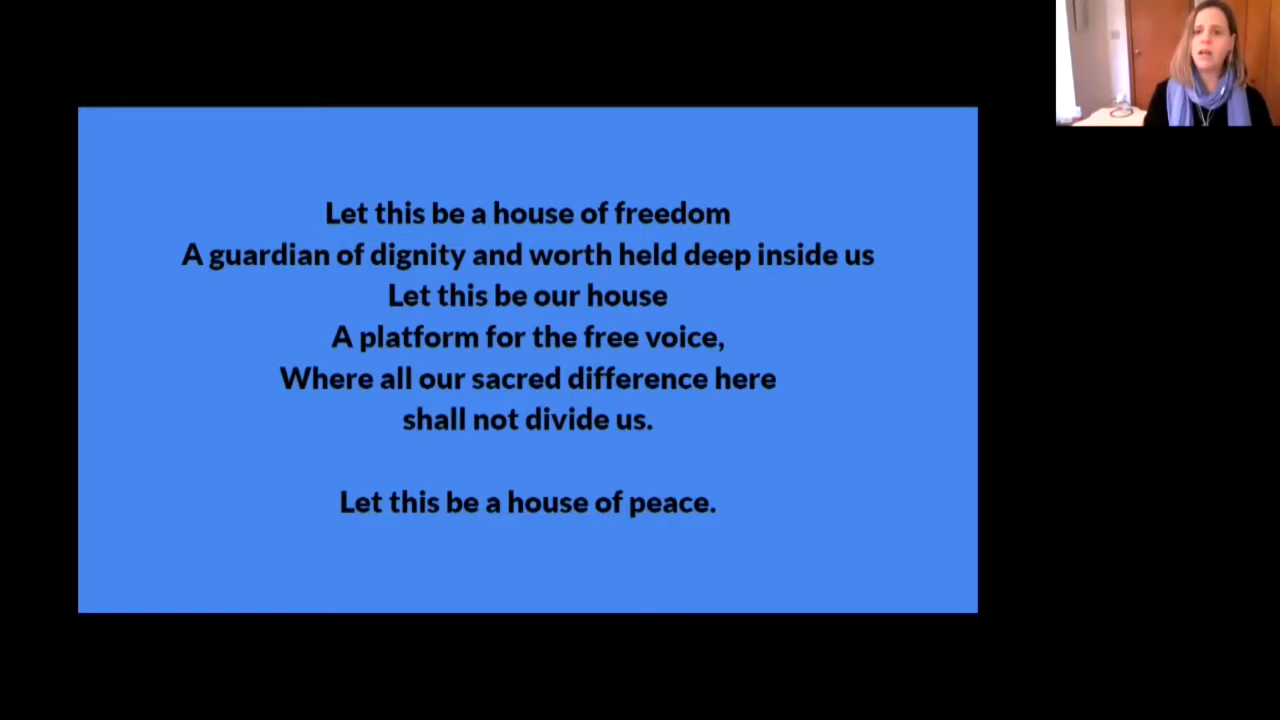 Let this be a house of freedom
A guardian of dignity and worth held deep inside us
Let this be our house
A platform for the free voice,
Where all our sacred difference here
shall not divide us.
Let this be a house of peace.